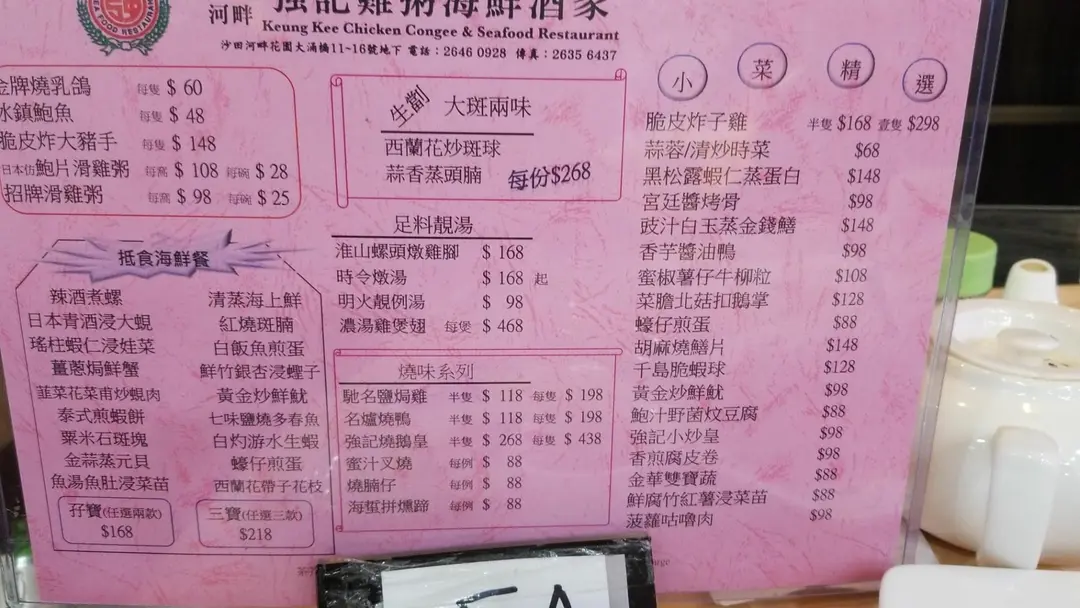 河畔 強記雞粥海鮮酒家
Keung Kee Chicken Congee & Seafood Restaurant
沙田河畔花園大涌橋11~16號地下 電話：2646 0928 傳真：2635 6437
金牌燒乳鴿 每隻 $ 60
冰鎮鮑魚 每隻 $ 48
脆皮炸大豬手 每隻 $ 148
日本仿鮑片滑雞粥 每窩 $ 108 每碗 $ 28
招牌滑雞粥 每窩 $ 98 每碗 $ 25
抵食海鮮餐
辣酒煮螺 清蒸海上鮮
日本青酒浸大蜆 紅燒斑腩
瑤柱蝦仁浸娃菜 白飯魚煎蛋
薑蔥焗鮮蟹 鮮竹銀杏浸蟶子
韮菜花菜甫炒蜆肉 黃金炒鮮魷
泰式煎蝦餅 七味鹽燒多春魚
粟米石斑塊 白灼游水生蝦
金蒜蒸元貝 蠔仔煎蛋
魚湯魚肚浸菜苗 西蘭花帶子花枝
孖寶(任選兩款) 三寶(任選三款)
$168 $218
生劏 大斑兩味
西蘭花炒斑球
蒜香蒸頭腩 每份$268
足料靚湯
淮山螺頭燉雞腳 $ 168
時令燉湯 $ 168 起
明火靚例湯 $ 98
濃湯雞煲翅 每煲 $ 468
燒味系列
馳名鹽焗雞 半隻 $ 118 每隻 $ 198
名爐燒鴨 半隻 $ 118 每隻 $ 198
強記燒鵝皇 半隻 $ 268 每隻 $ 438
蜜汁叉燒 每例 $ 88
燒腩仔 每例 $ 88
海蜇拼燻蹄 每例 $ 88
小菜精選
脆皮炸子雞 半隻 $168 壹隻 $298
蒜蓉/清炒時菜 $68
黑松露蝦仁蒸蛋白 $148
宮廷醬烤骨 $98
豉汁白玉蒸金錢鱔 $148
香芋醬油鴨 $98
蜜椒薯仔牛柳粒 $108
菜膽北菇扣鵝掌 $128
蠔仔煎蛋 $88
胡麻燒鱔片 $148
千島脆蝦球 $128
黃金炒鮮魷 $98
鮑汁野菌炆豆腐 $88
強記小炒皇 $98
香煎腐皮卷 $98
金華雙寶蔬 $88
鮮腐竹紅薯浸菜苗 $88
菠蘿咕嚕肉 $98